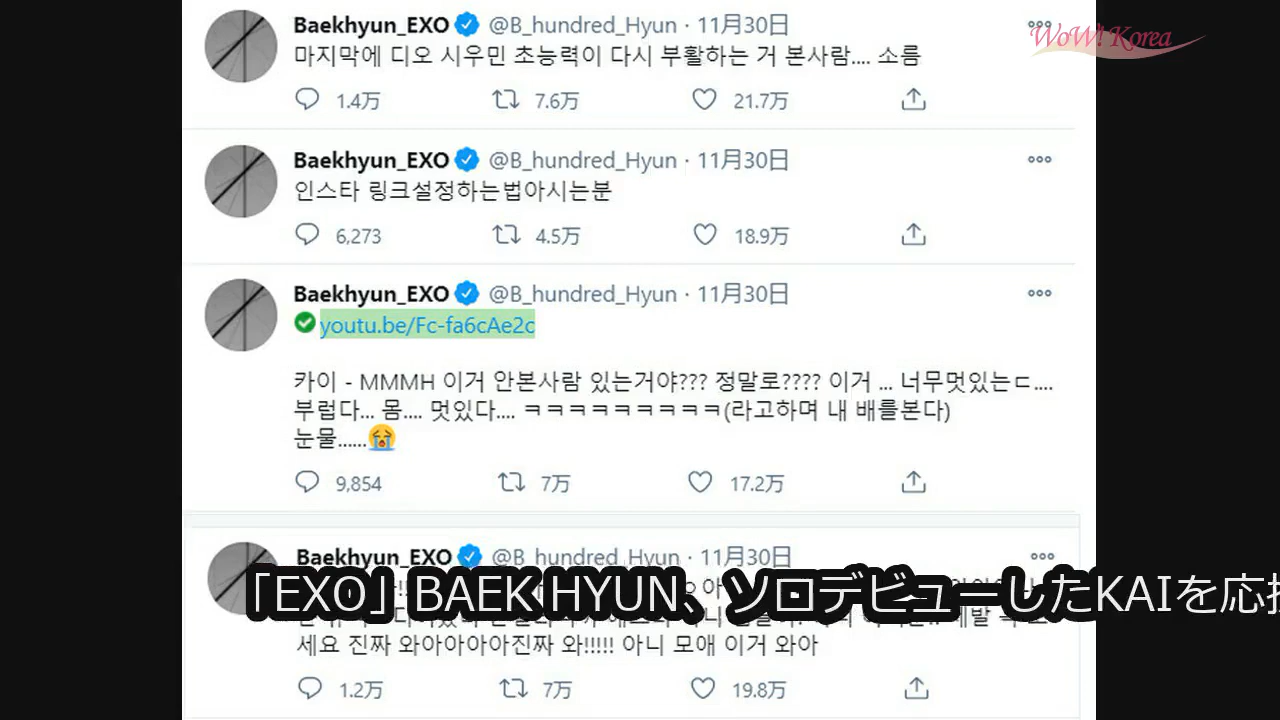 WoW! Korea
Baekhyun_EXO @B_hundred_Hyun · 11月30日
마지막에 디오 시우민 초능력이 다시 부활하는 거 본사람.... 소름
1.4万 7.6万 21.7万
Baekhyun_EXO @B_hundred_Hyun · 11月30日
인스타 링크설정하는법아시는분
6,273 4.5万 18.9万
Baekhyun_EXO @B_hundred_Hyun · 11月30日
youtu.be/Fc-fa6cAe2c
카이 - MMMH 이거 안본사람 있는거야??? 정말로???? 이거 ... 너무멋있는ㄷ....
부럽다... 몸.... 멋있다.... ㅋㅋㅋㅋㅋㅋㅋㅋㅋ(라고하며 내 배를본다)
눈물......😭
9,854 7万 17.2万
Baekhyun_EXO @B_hundred_Hyun · 11月30日
「EXO」BAEK HYUN、ソロデビューしたKAIを応援
세요 진짜 와아아아아진짜 와!!!!! 아니 모애 이거 와아
1.2万 7万 19.8万